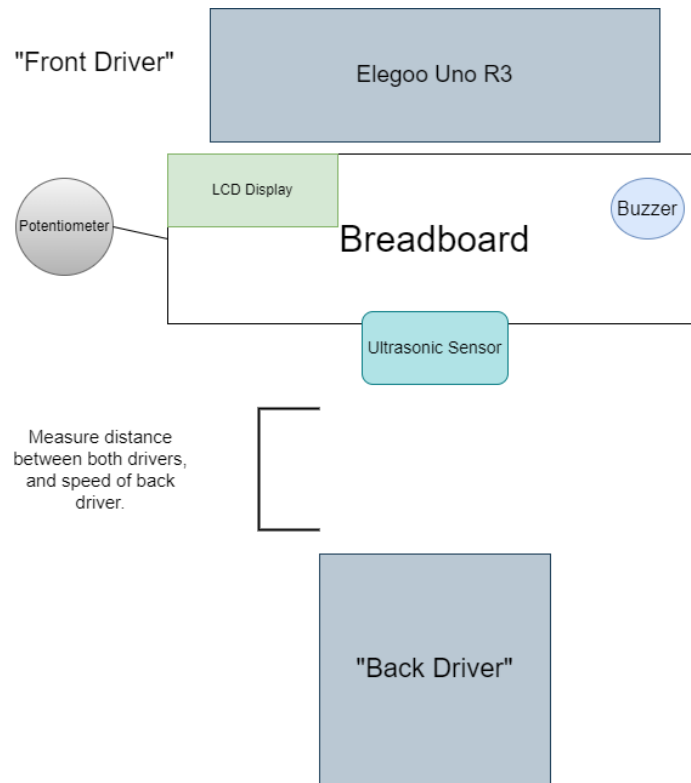 "Front Driver"
Elegoo Uno R3
LCD Display
Potentiometer
Buzzer
Breadboard
Ultrasonic Sensor
Measure distance
between both drivers,
and speed of back
driver.
"Back Driver"